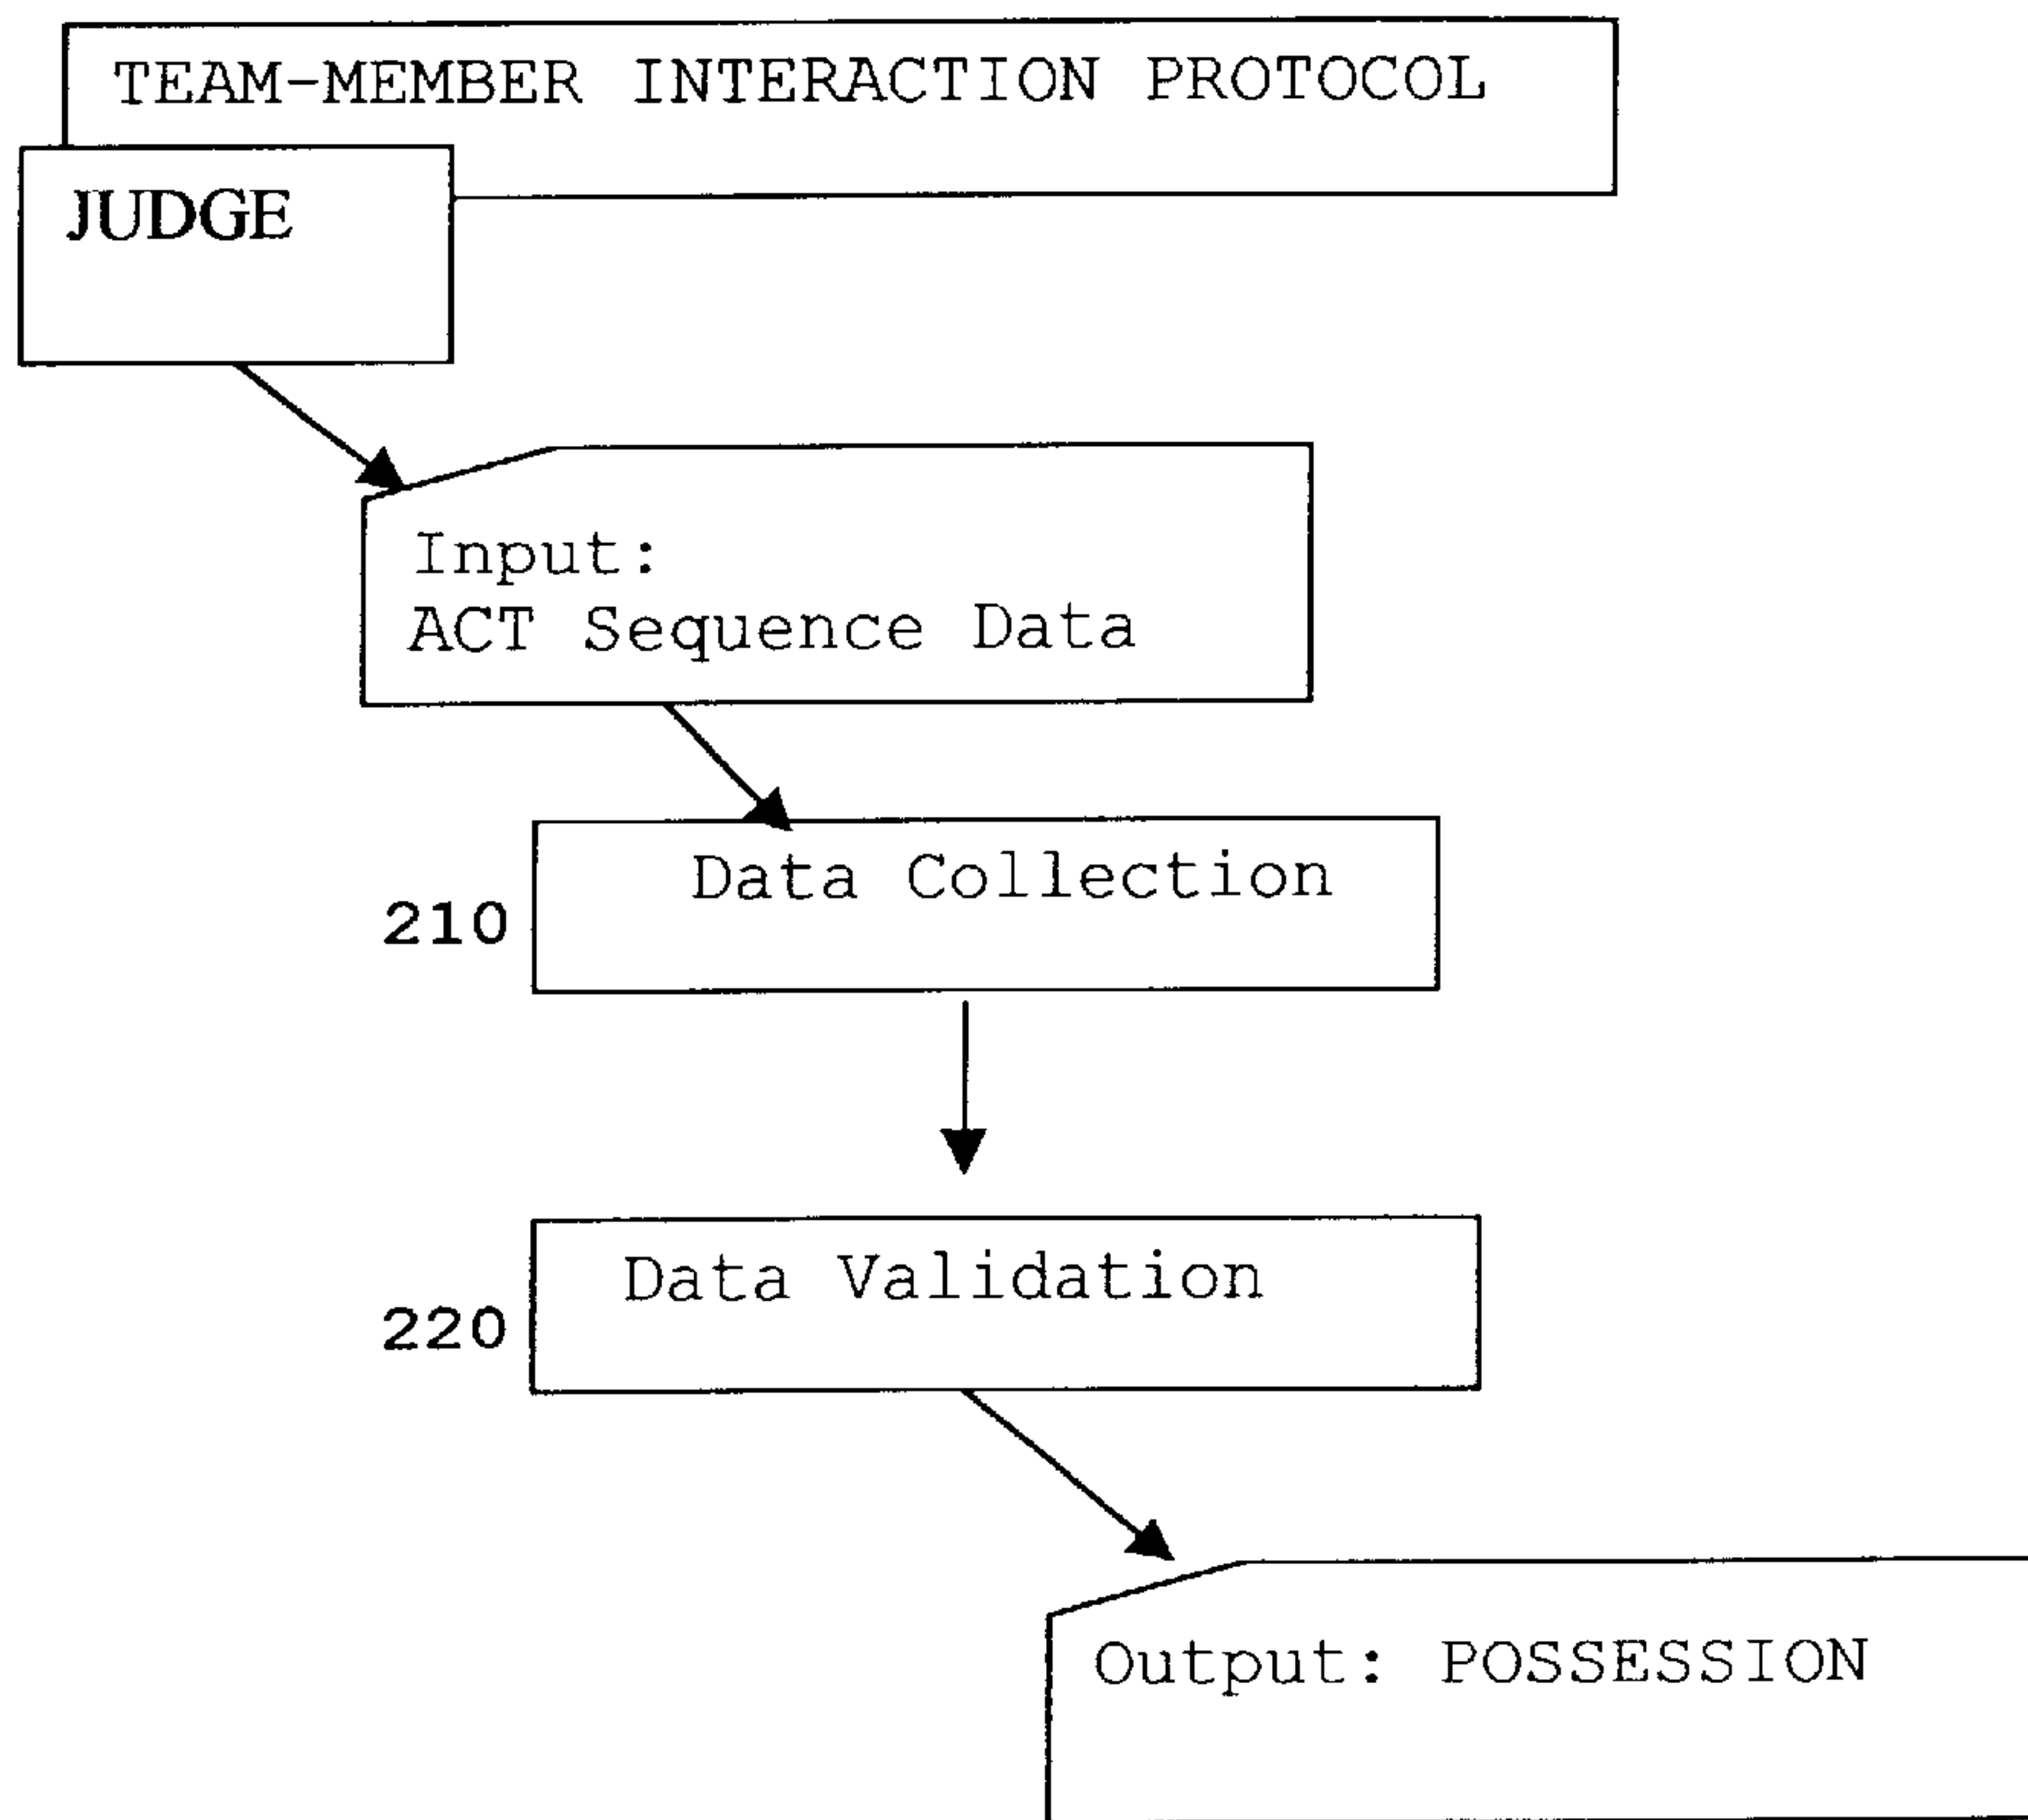 TEAM-MEMBER INTERACTION PROTOCOL
JUDGE
Input:
ACT Sequence Data
Data Collection
210
Data Validation
220
Output: POSSESSION